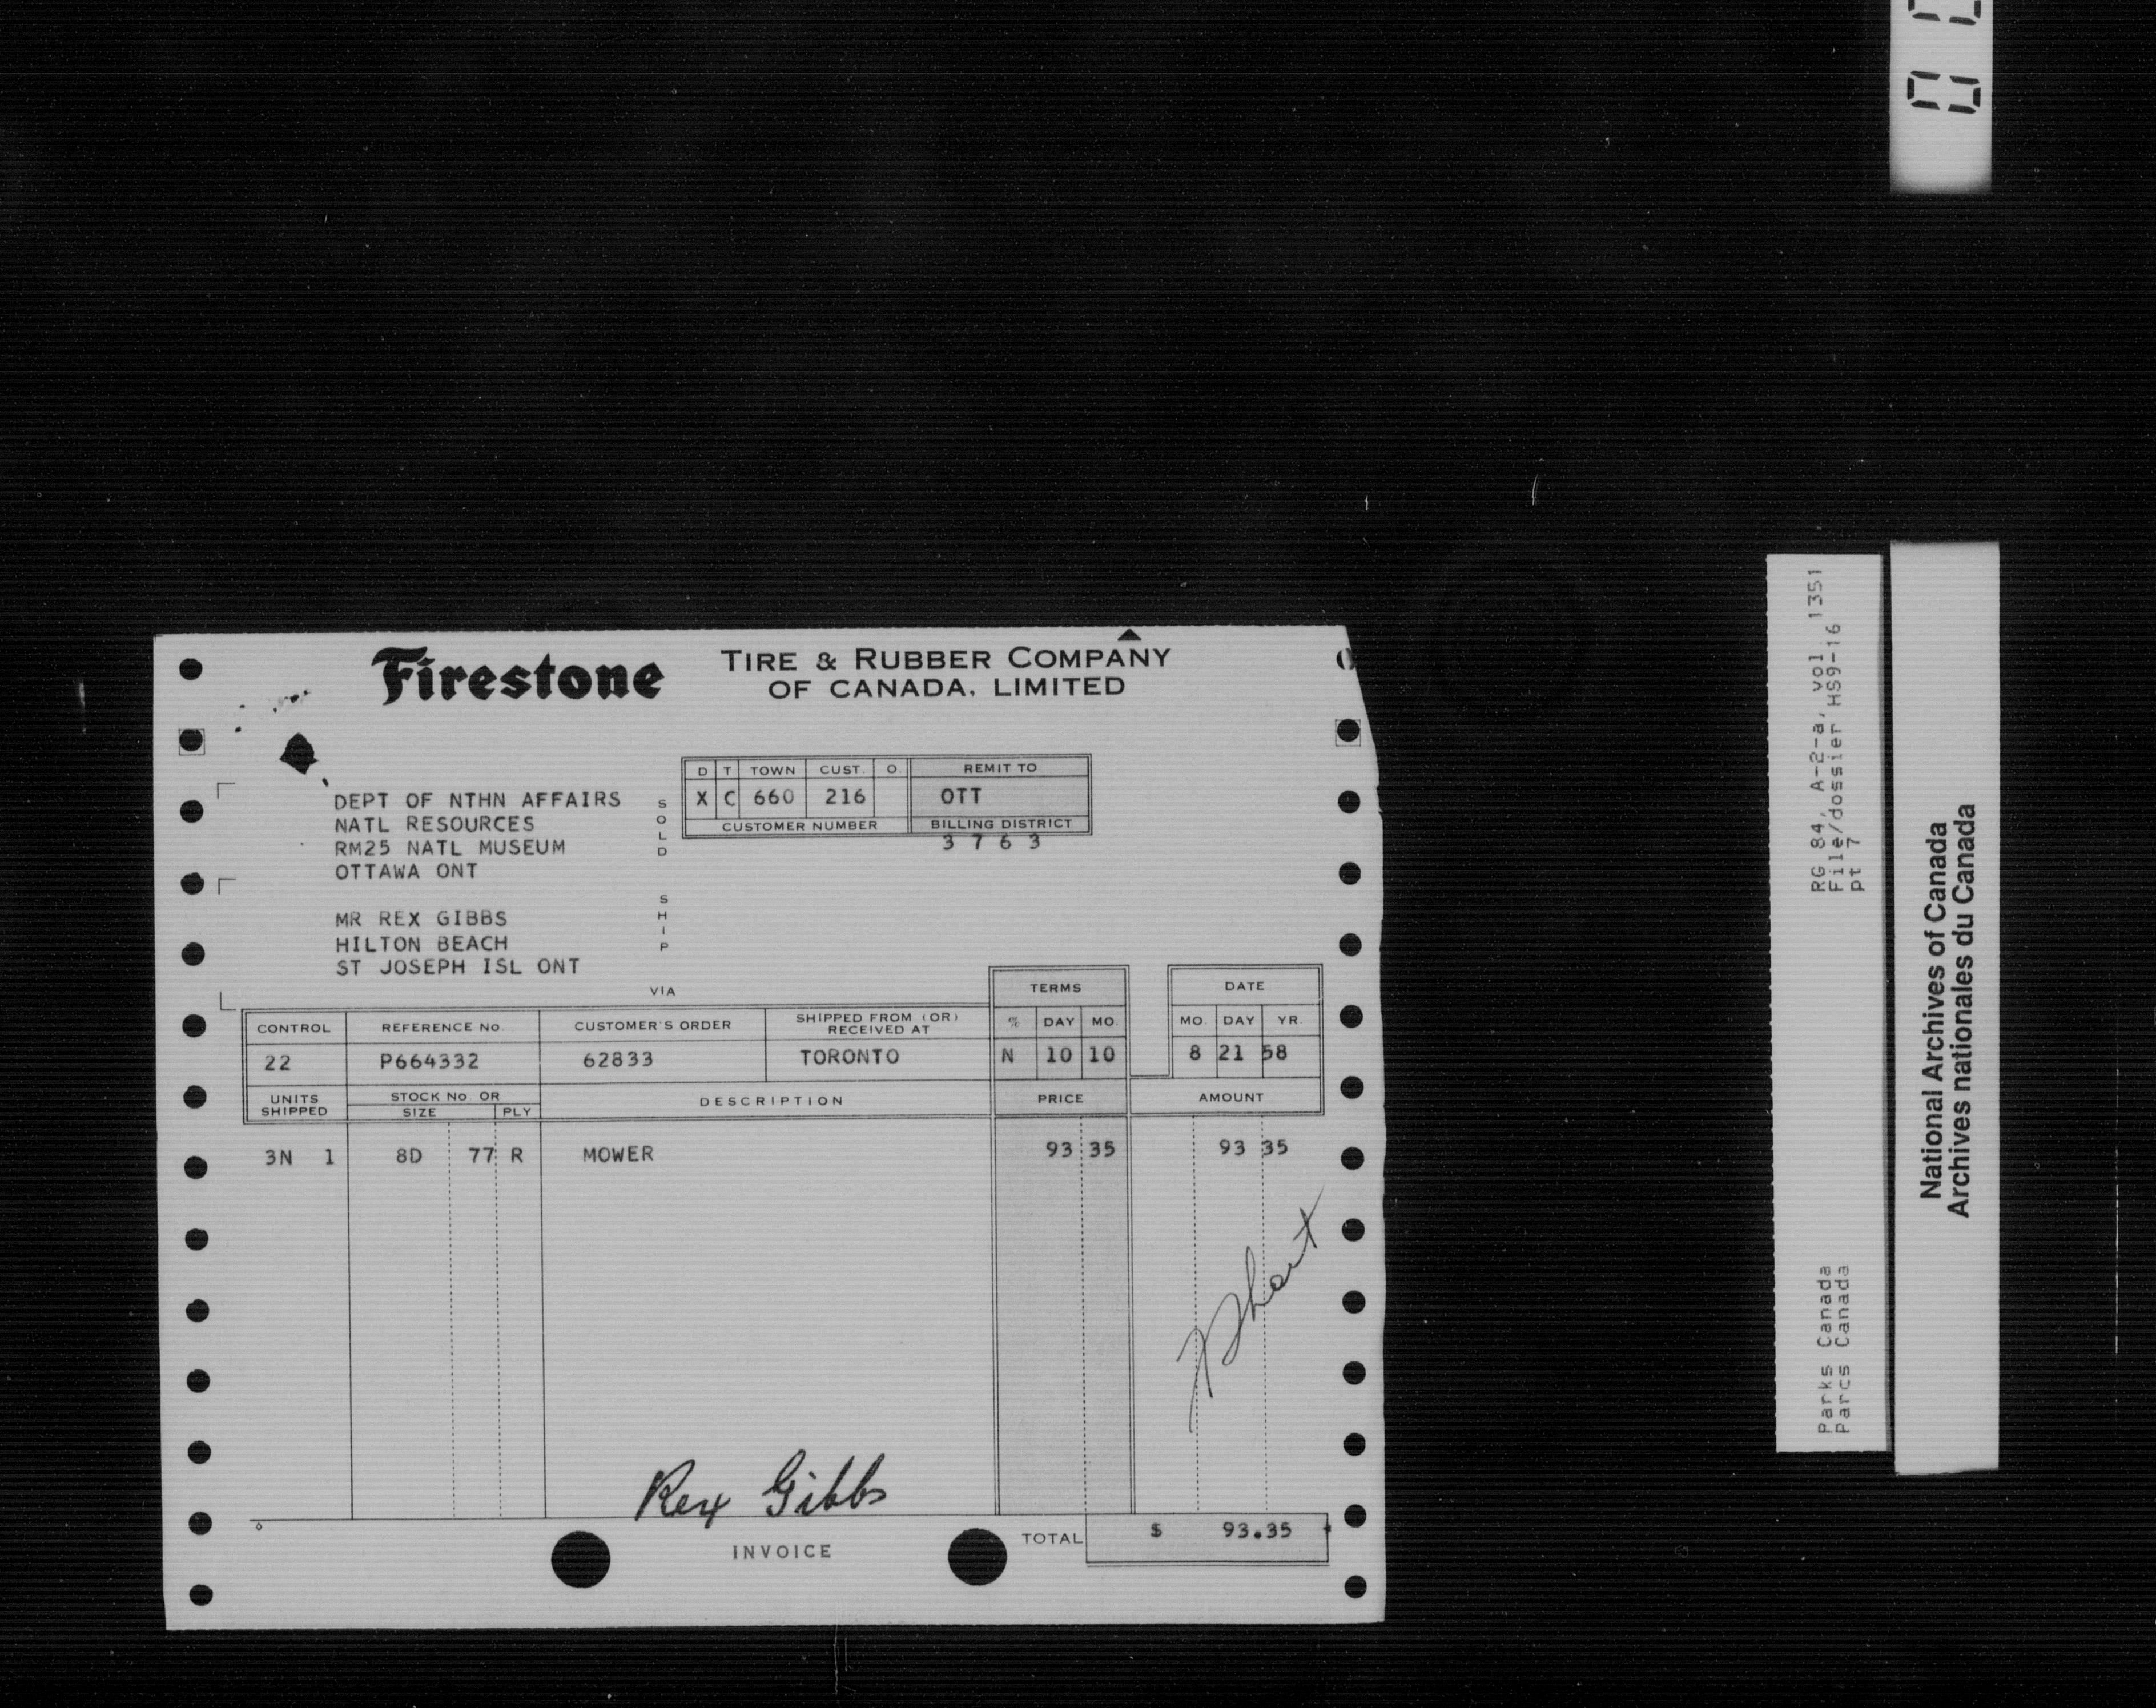 Firestone TIRE & RUBBER COMPANY
OF CANADA, LIMITED
D T TOWN CUST. O. REMIT TO
X C 660 216 OTT
CUSTOMER NUMBER BILLING DISTRICT
3 7 6 3
SOLD
DEPT OF NTHN AFFAIRS
NATL RESOURCES
RM25 NATL MUSEUM
OTTAWA ONT
SHIP
MR REX GIBBS
HILTON BEACH
ST JOSEPH ISL ONT
VIA
TERMS DATE
CONTROL REFERENCE No. CUSTOMER'S ORDER SHIPPED FROM (OR) RECEIVED AT % DAY MO. MO. DAY YR.
22 P664332 62833 TORONTO N 10 10 8 21 58
UNITS SHIPPED STOCK No. OR SIZE PLY DESCRIPTION PRICE AMOUNT
3N 1 8D 77 R MOWER 93 35 93 35
Rex Gibbs
INVOICE TOTAL $ 93.35 *
RG 84, A-2-a, vol. 1351
File/dossier HS9-16
pt 7
Parks Canada
Parcs Canada
National Archives of Canada
Archives nationales du Canada